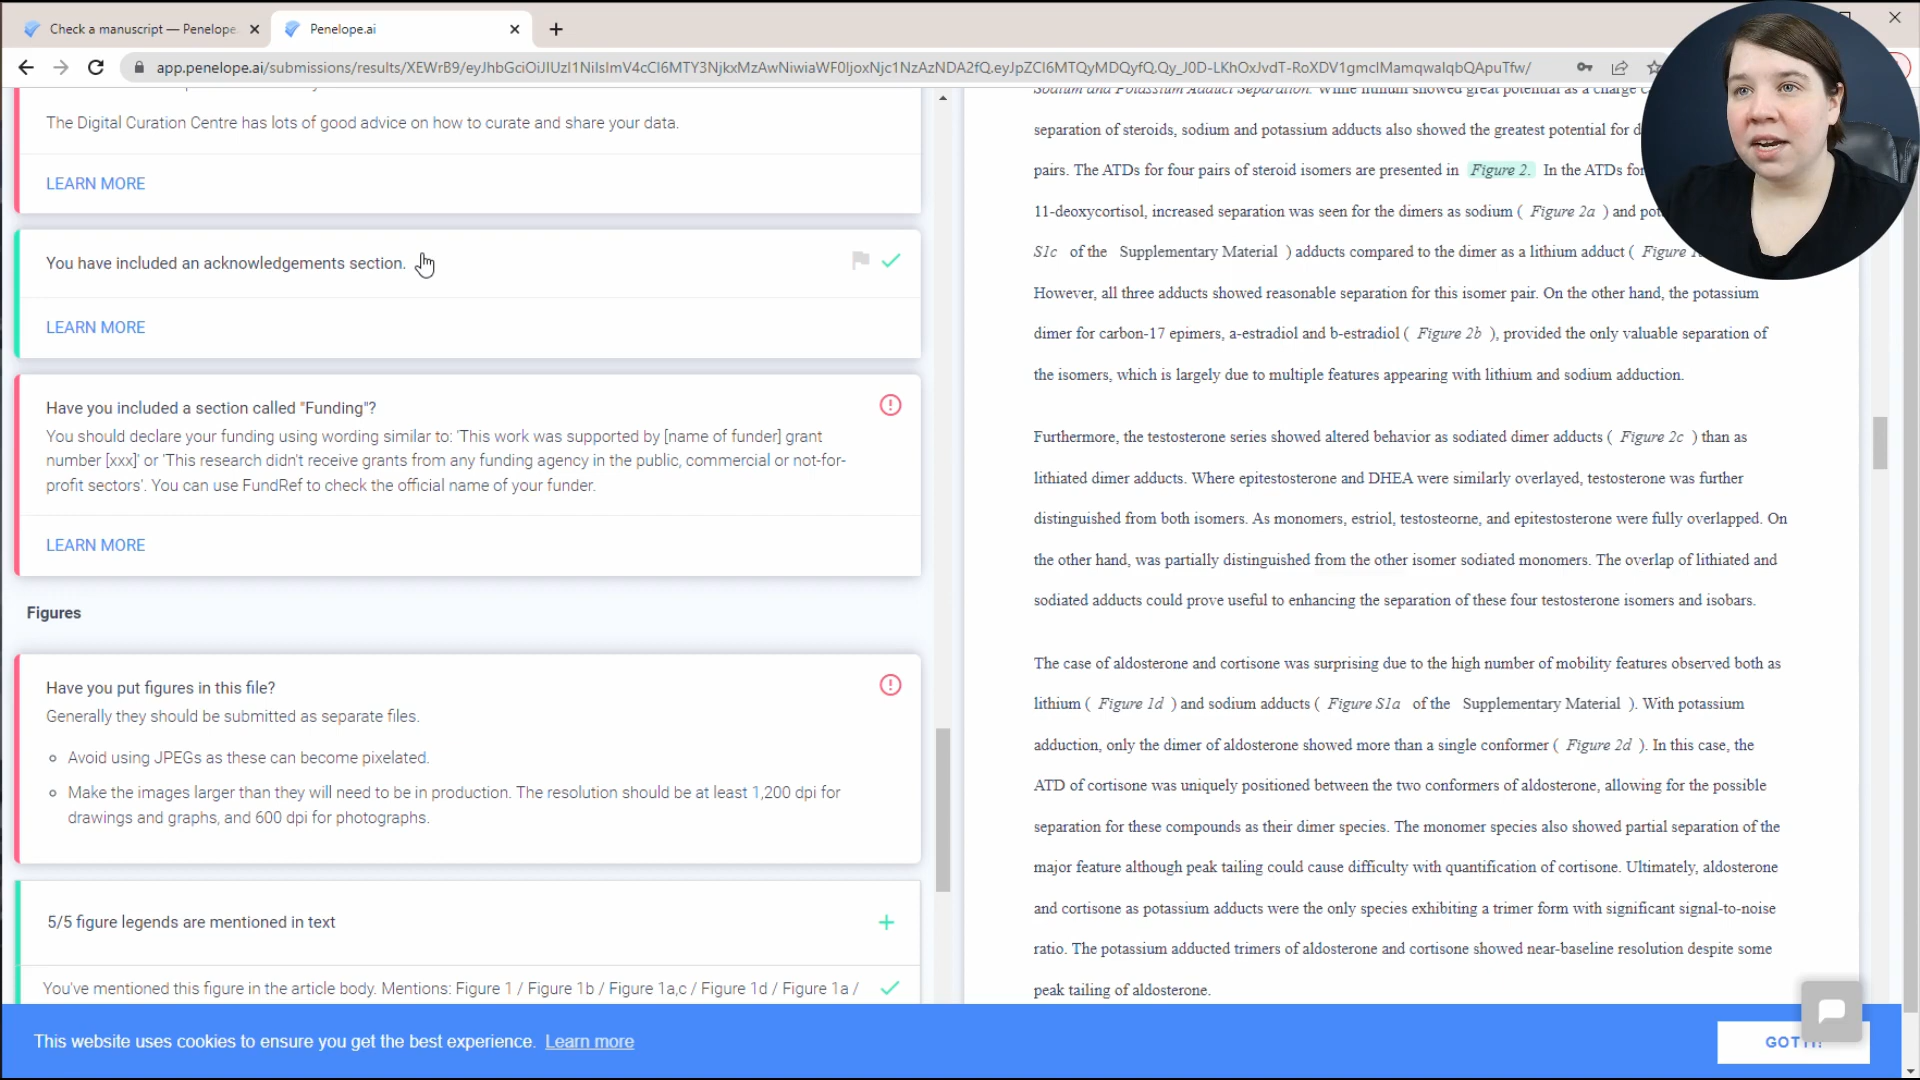 Check a manuscript — Penelope.
Penelope.ai
app.penelope.ai/submissions/results/XEWrB9/
The Digital Curation Centre has lots of good advice on how to curate and share your data.
LEARN MORE
You have included an acknowledgements section.
LEARN MORE
Have you included a section called "Funding"?
You should declare your funding using wording similar to: 'This work was supported by [name of funder] grant
number [xxx]' or 'This research didn't receive grants from any funding agency in the public, commercial or not-for-
profit sectors'. You can use FundRef to check the official name of your funder.
LEARN MORE
Figures
Have you put figures in this file?
Generally they should be submitted as separate files.
Avoid using JPEGs as these can become pixelated.
Make the images larger than they will need to be in production. The resolution should be at least 1,200 dpi for
drawings and graphs, and 600 dpi for photographs.
5/5 figure legends are mentioned in text
You've mentioned this figure in the article body. Mentions: Figure 1 / Figure 1b / Figure 1a,c / Figure 1d / Figure 1a /
Sodium and Potassium Adduct Separation. While lithium showed great potential as a charge
separation of steroids, sodium and potassium adducts also showed the greatest potential for
pairs. The ATDs for four pairs of steroid isomers are presented in Figure 2. In the ATDs for
11-deoxycortisol, increased separation was seen for the dimers as sodium ( Figure 2a ) and
S1c of the Supplementary Material ) adducts compared to the dimer as a lithium adduct ( Figure
However, all three adducts showed reasonable separation for this isomer pair. On the other hand, the potassium
dimer for carbon-17 epimers, a-estradiol and b-estradiol ( Figure 2b ), provided the only valuable separation of
the isomers, which is largely due to multiple features appearing with lithium and sodium adduction.
Furthermore, the testosterone series showed altered behavior as sodiated dimer adducts ( Figure 2c ) than as
lithiated dimer adducts. Where epitestosterone and DHEA were similarly overlayed, testosterone was further
distinguished from both isomers. As monomers, estriol, testosteorne, and epitestosterone were fully overlapped. On
the other hand, was partially distinguished from the other isomer sodiated monomers. The overlap of lithiated and
sodiated adducts could prove useful to enhancing the separation of these four testosterone isomers and isobars.
The case of aldosterone and cortisone was surprising due to the high number of mobility features observed both as
lithium ( Figure 1d ) and sodium adducts ( Figure S1a of the Supplementary Material ). With potassium
adduction, only the dimer of aldosterone showed more than a single conformer ( Figure 2d ). In this case, the
ATD of cortisone was uniquely positioned between the two conformers of aldosterone, allowing for the possible
separation for these compounds as their dimer species. The monomer species also showed partial separation of the
major feature although peak tailing could cause difficulty with quantification of cortisone. Ultimately, aldosterone
and cortisone as potassium adducts were the only species exhibiting a trimer form with significant signal-to-noise
ratio. The potassium adducted trimers of aldosterone and cortisone showed near-baseline resolution despite some
peak tailing of aldosterone.
This website uses cookies to ensure you get the best experience. Learn more
GOT IT!